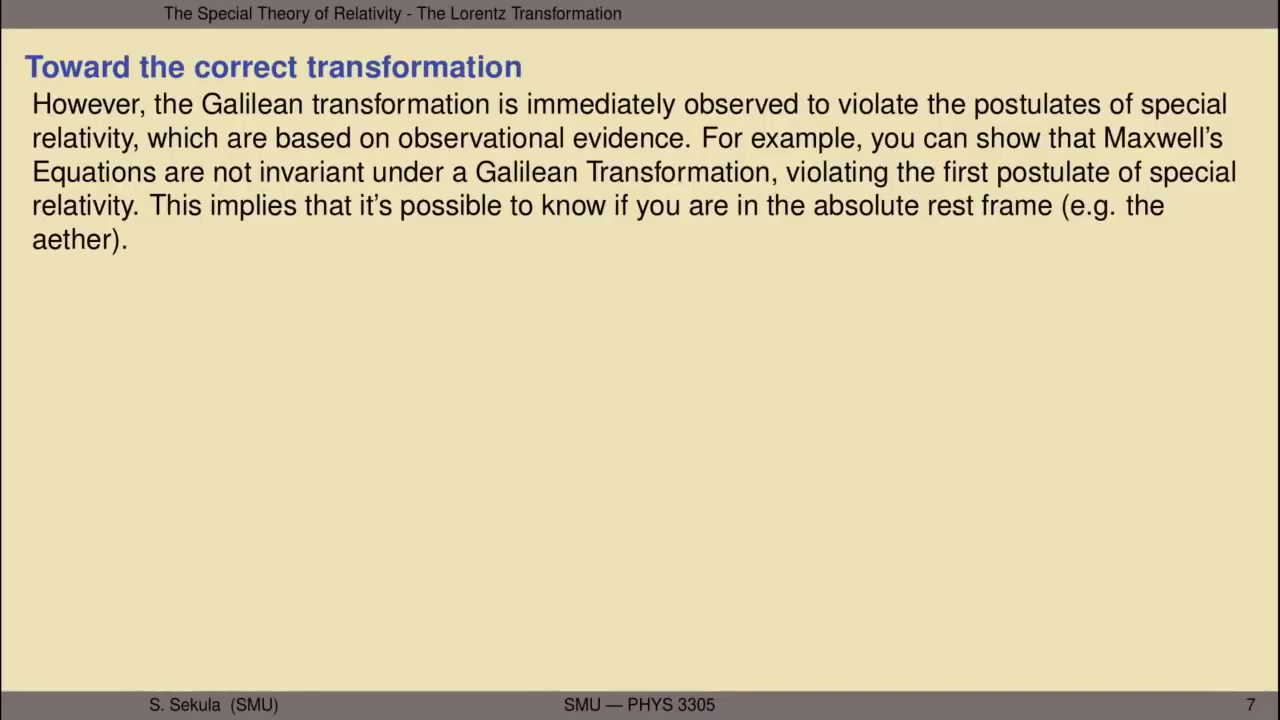 The Special Theory of Relativity - The Lorentz Transformation
Toward the correct transformation
However, the Galilean transformation is immediately observed to violate the postulates of special
relativity, which are based on observational evidence. For example, you can show that Maxwell's
Equations are not invariant under a Galilean Transformation, violating the first postulate of special
relativity. This implies that it's possible to know if you are in the absolute rest frame (e.g. the
aether).
S. Sekula (SMU)
SMU — PHYS 3305
7